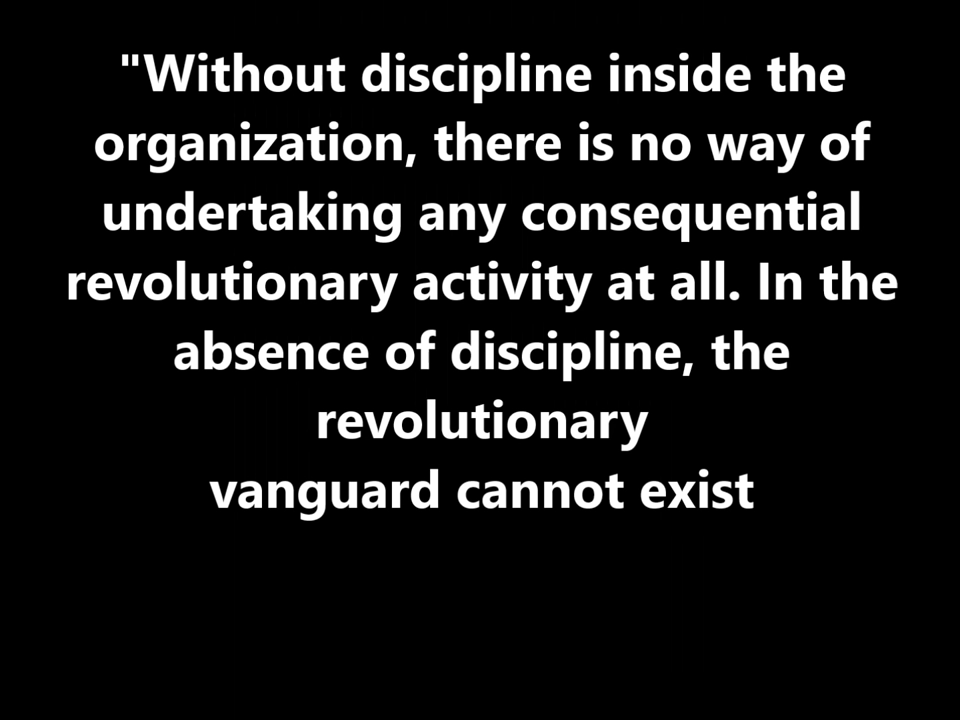 "Without discipline inside the
organization, there is no way of
undertaking any consequential
revolutionary activity at all. In the
absence of discipline, the
revolutionary
vanguard cannot exist